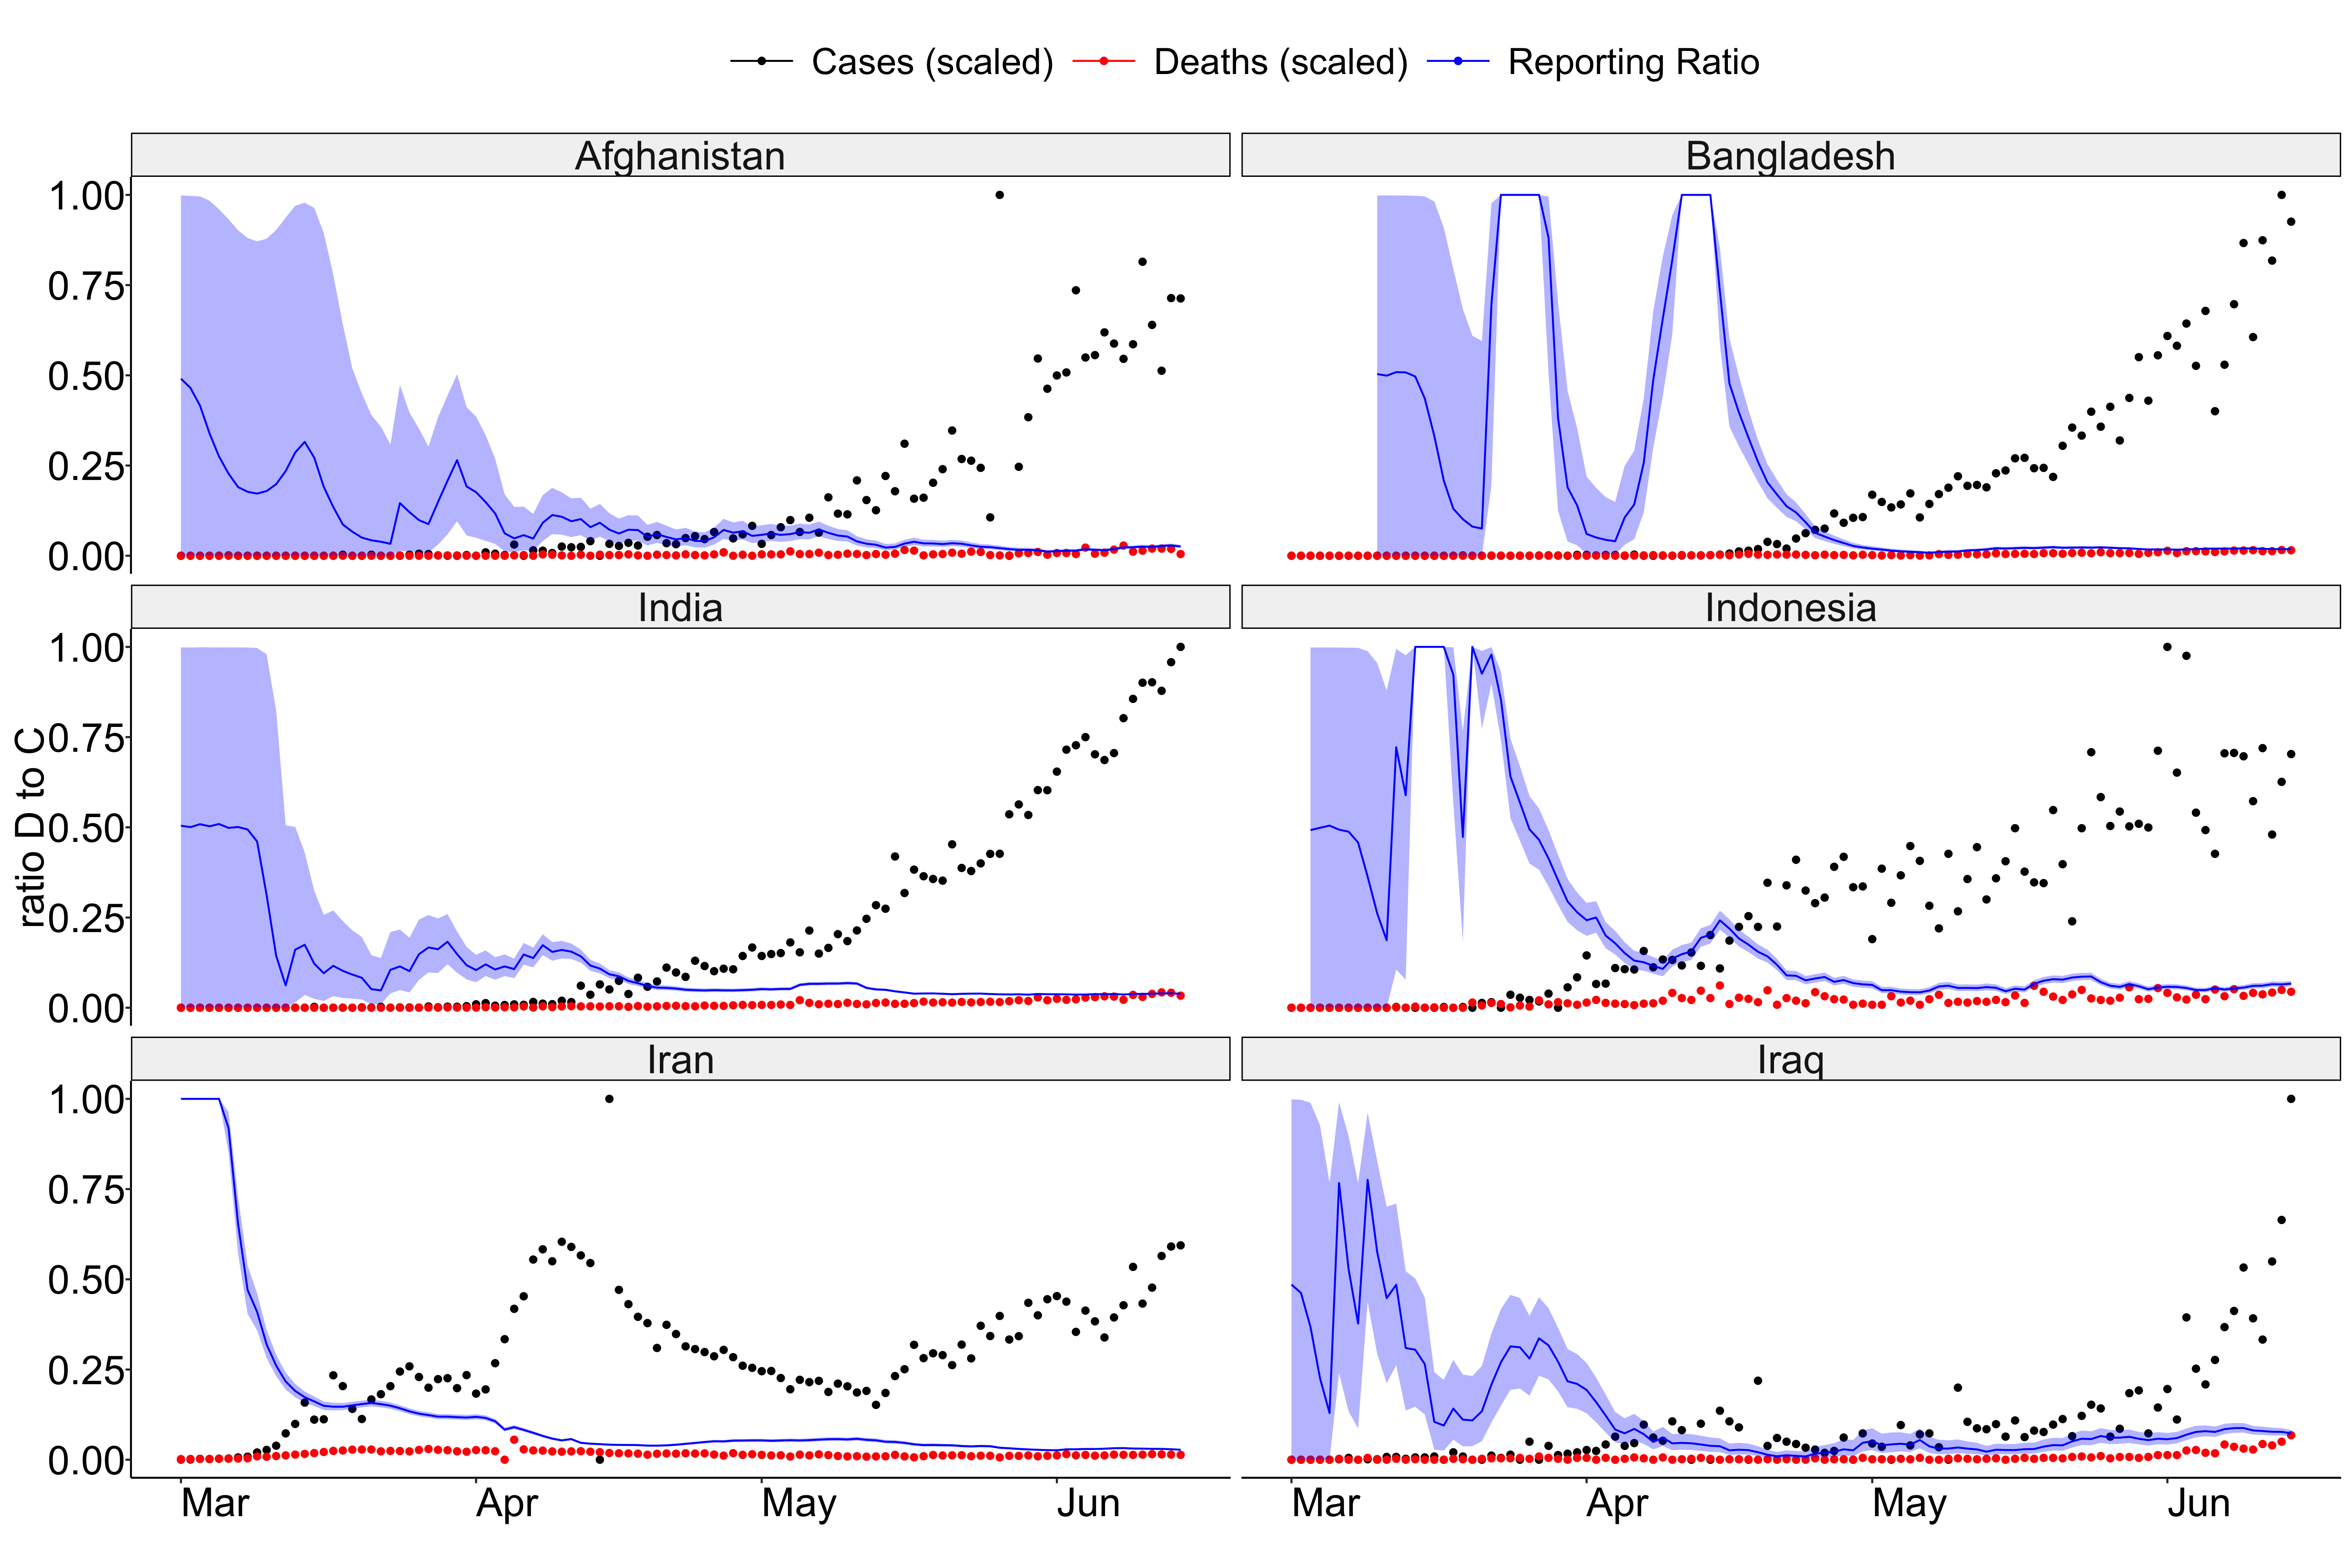 Cases (scaled) Deaths (scaled) Reporting Ratio
Afghanistan Bangladesh
1.00
0.75
0.50
0.25
0.00
India Indonesia
1.00
0.75
0.50
0.25
0.00
ratio D to C
Iran Iraq
1.00
0.75
0.50
0.25
0.00
Mar Apr May Jun Mar Apr May Jun